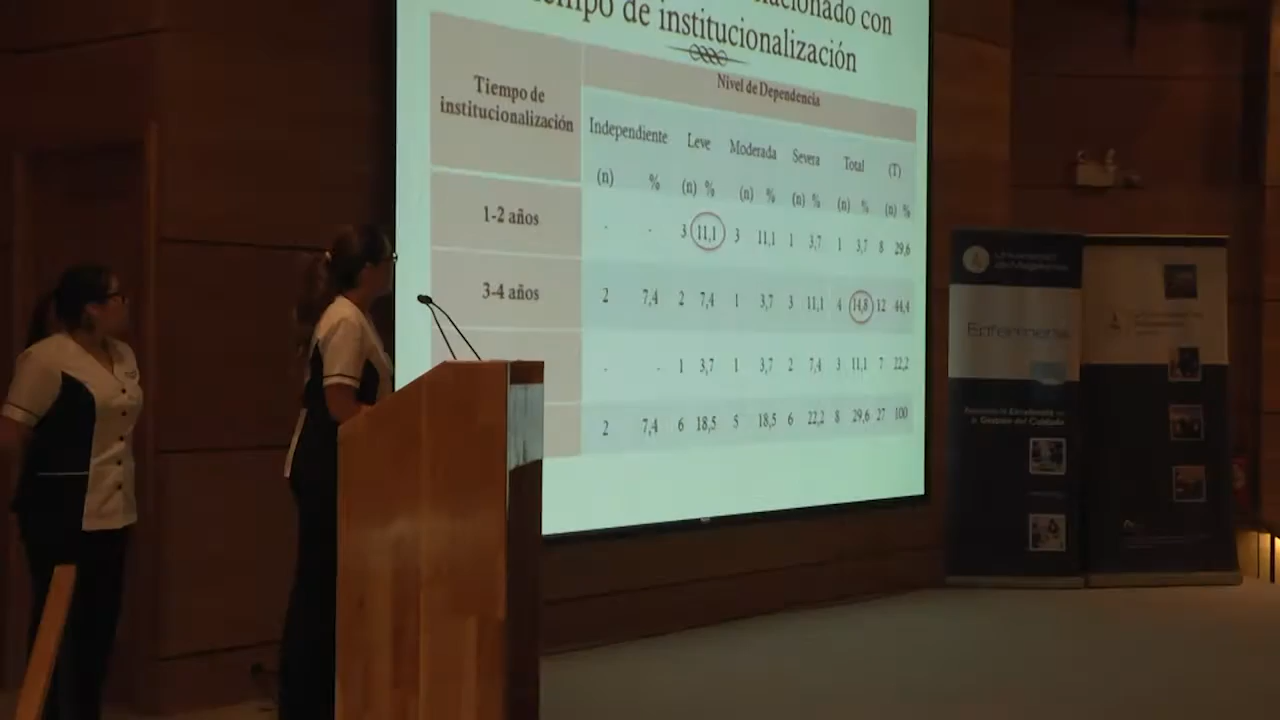 cionado con
tiempo de institucionalización
Tiempo de
institucionalización
Nivel de Dependencia
Independiente Leve Moderada Severa Total (T)
(n) % (n) % (n) % (n) % (n) % (n) %
1-2 años - - 3 11,1 3 11,1 1 3,7 1 3,7 8 29,6
3-4 años 2 7,4 2 7,4 1 3,7 3 11,1 4 14,8 12 44,4
- - 1 3,7 1 3,7 2 7,4 3 11,1 7 22,2
2 7,4 6 18,5 5 18,5 6 22,2 8 29,6 27 100
Universidad
de Magallanes
Enfermería